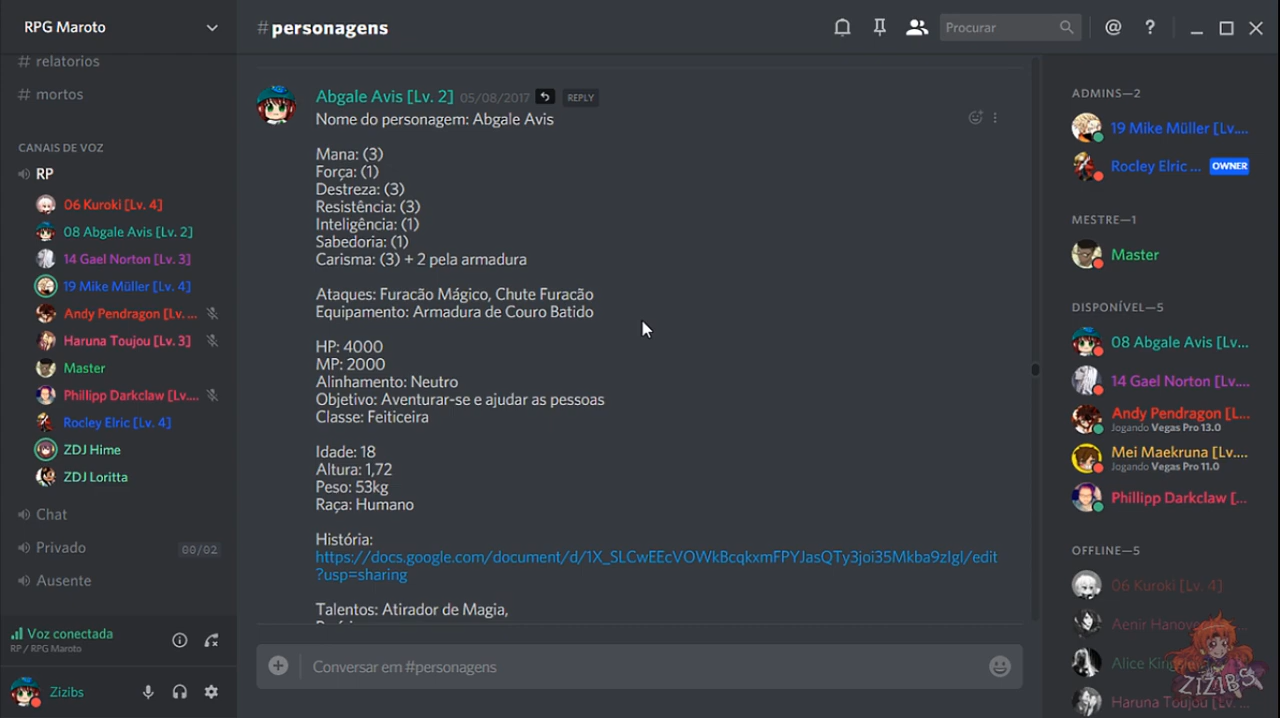 RPG Maroto
# relatorios
# mortos
CANAIS DE VOZ
RP
06 Kuroki [Lv. 4]
08 Abgale Avis [Lv. 2]
14 Gael Norton [Lv. 3]
19 Mike Müller [Lv. 4]
Andy Pendragon [Lv. ...
Haruna Toujou [Lv. 3]
Master
Phillipp Darkclaw [Lv....
Rocley Elric [Lv. 4]
ZDJ Hime
ZDJ Loritta
Chat
Privado 00/02
Ausente
Voz conectada
RP / RPG Maroto
Zizibs
#personagens
Procurar
Abgale Avis [Lv. 2] 05/08/2017 REPLY
Nome do personagem: Abgale Avis
Mana: (3)
Força: (1)
Destreza: (3)
Resistência: (3)
Inteligência: (1)
Sabedoria: (1)
Carisma: (3) + 2 pela armadura
Ataques: Furacão Mágico, Chute Furacão
Equipamento: Armadura de Couro Batido
HP: 4000
MP: 2000
Alinhamento: Neutro
Objetivo: Aventurar-se e ajudar as pessoas
Classe: Feiticeira
Idade: 18
Altura: 1,72
Peso: 53kg
Raça: Humano
História:
https://docs.google.com/document/d/1X_SLCwEEcVOWkBcqkxmFPYJasQTy3joi35Mkba9zIgl/edit
?usp=sharing
Talentos: Atirador de Magia,
Conversar em #personagens
ADMINS—2
19 Mike Müller [Lv....
Rocley Elric ... OWNER
MESTRE—1
Master
DISPONÍVEL—5
08 Abgale Avis [Lv...
14 Gael Norton [Lv...
Andy Pendragon [L...
Jogando Vegas Pro 13.0
Mei Maekruna [Lv....
Jogando Vegas Pro 11.0
Phillipp Darkclaw [...
OFFLINE—5
06 Kuroki [Lv. 4]
Aenir Hanove
Alice King
Haruna Toujou [Lv. ...
ZIZIBS